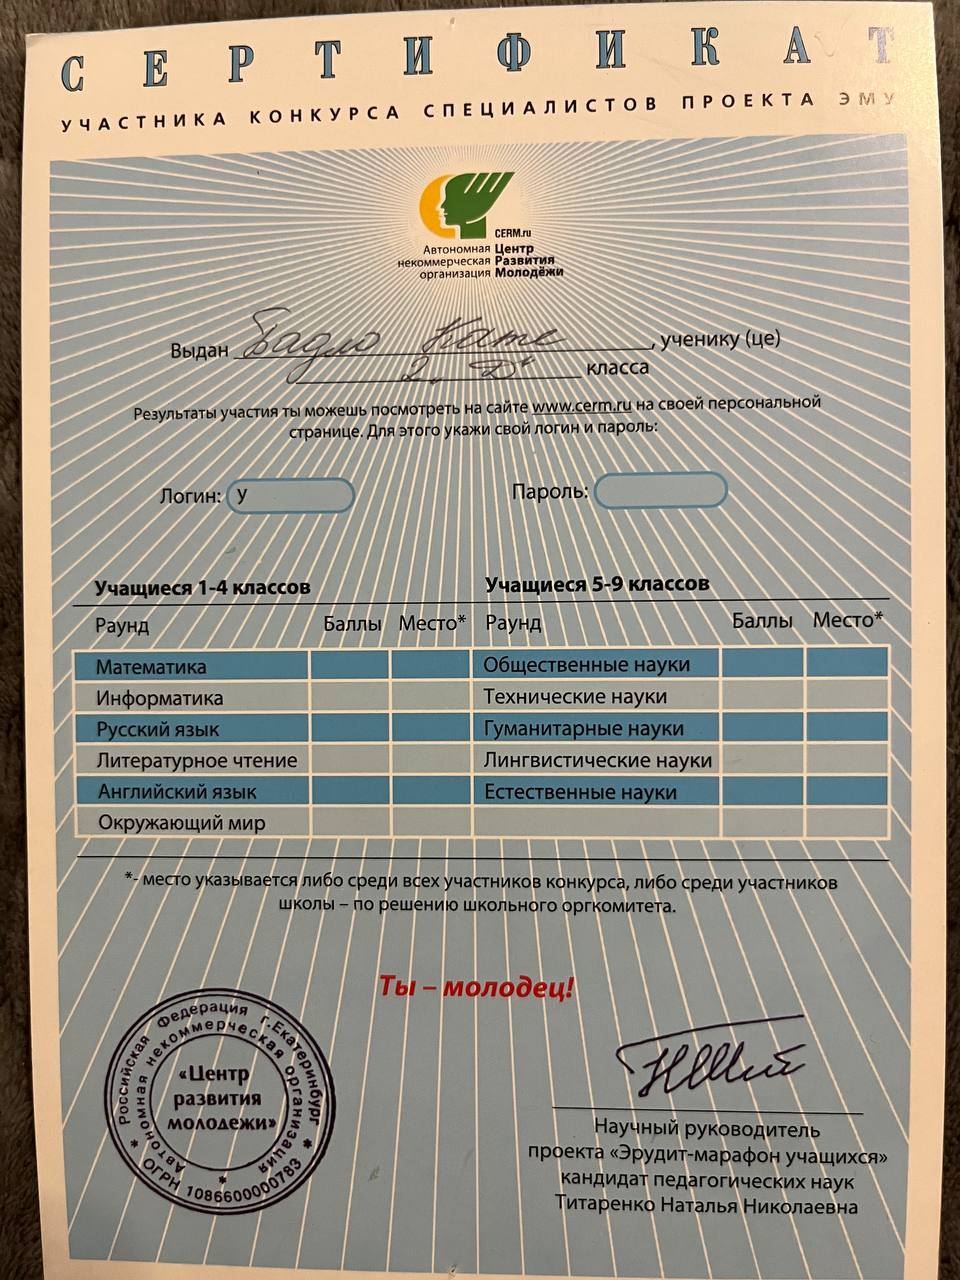 СЕРТИФИКАТ
УЧАСТНИКА КОНКУРСА СПЕЦИАЛИСТОВ ПРОЕКТА ЭМУ
CERM.ru
Автономная Центр
некоммерческая Развития
организация Молодёжи
Выдан Бадло Кате, ученику (це)
2 „Д" класса
Результаты участия ты можешь посмотреть на сайте www.cerm.ru на своей персональной
странице. Для этого укажи свой логин и пароль:
Логин: У Пароль:
Учащиеся 1-4 классов Учащиеся 5-9 классов
Раунд Баллы Место* Раунд Баллы Место*
Математика Общественные науки
Информатика Технические науки
Русский язык Гуманитарные науки
Литературное чтение Лингвистические науки
Английский язык Естественные науки
Окружающий мир
*- место указывается либо среди всех участников конкурса, либо среди участников
школы – по решению школьного оргкомитета.
Ты – молодец!
Российская Федерация г.Екатеринбург
Автономная некоммерческая организация
* ОГРН 1086600000783 *
«Центр
развития
молодежи»
Научный руководитель
проекта «Эрудит-марафон учащихся»
кандидат педагогических наук
Титаренко Наталья Николаевна